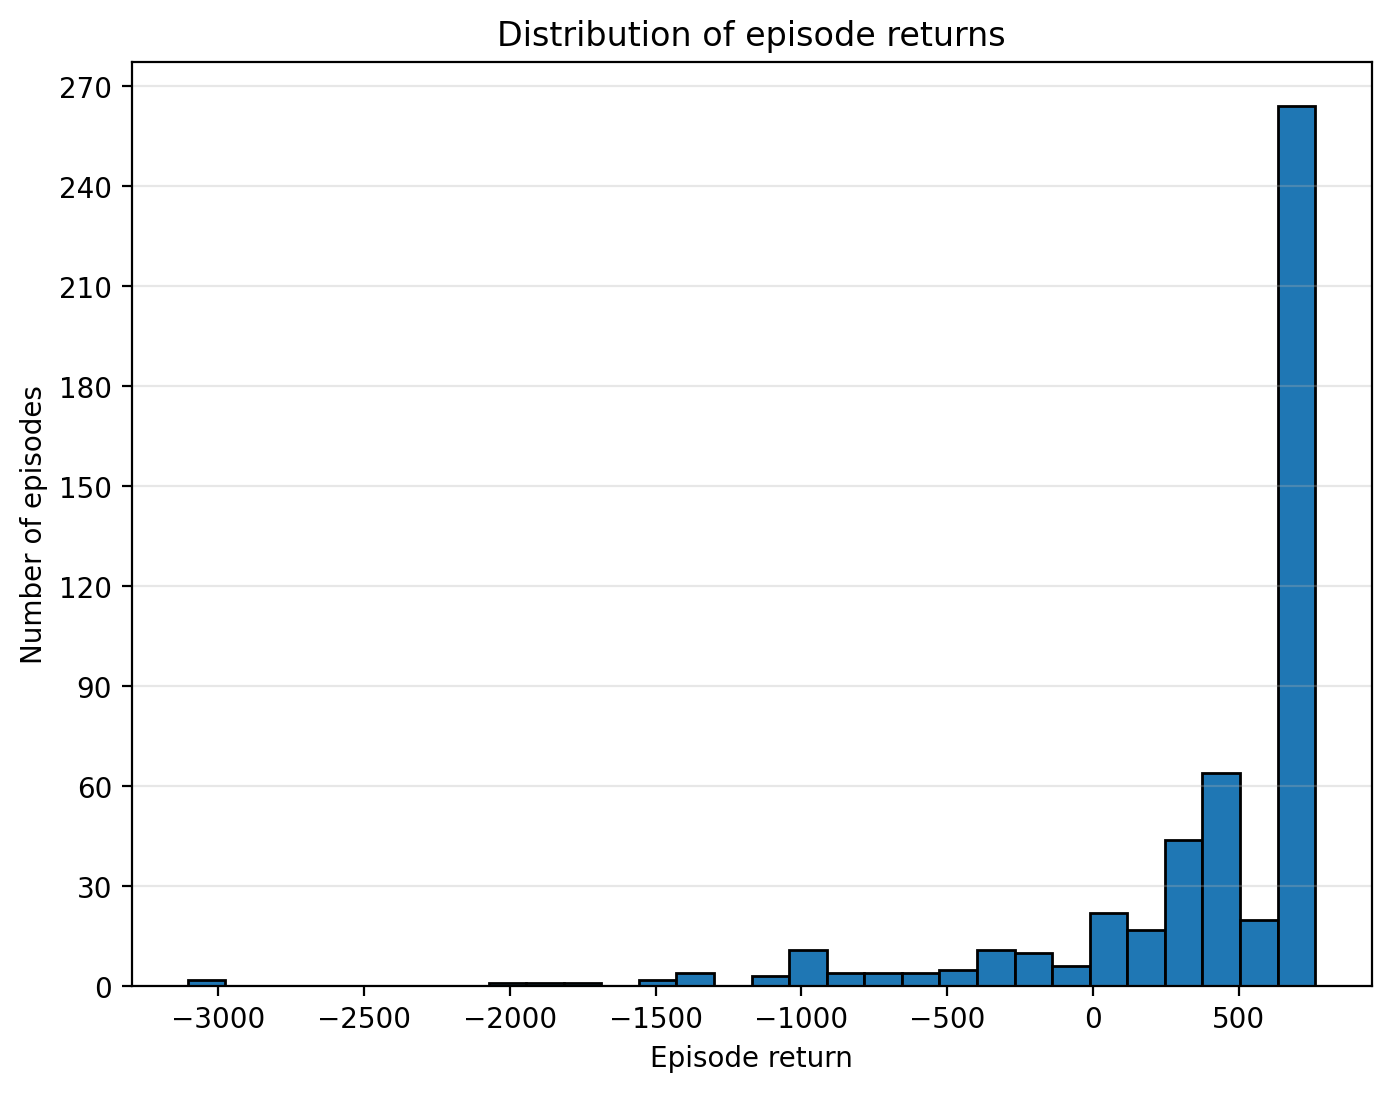 Distribution of episode returns
270
240
210
180
150
120
90
60
30
0
Number of episodes
−3000 −2500 −2000 −1500 −1000 −500 0 500
Episode return